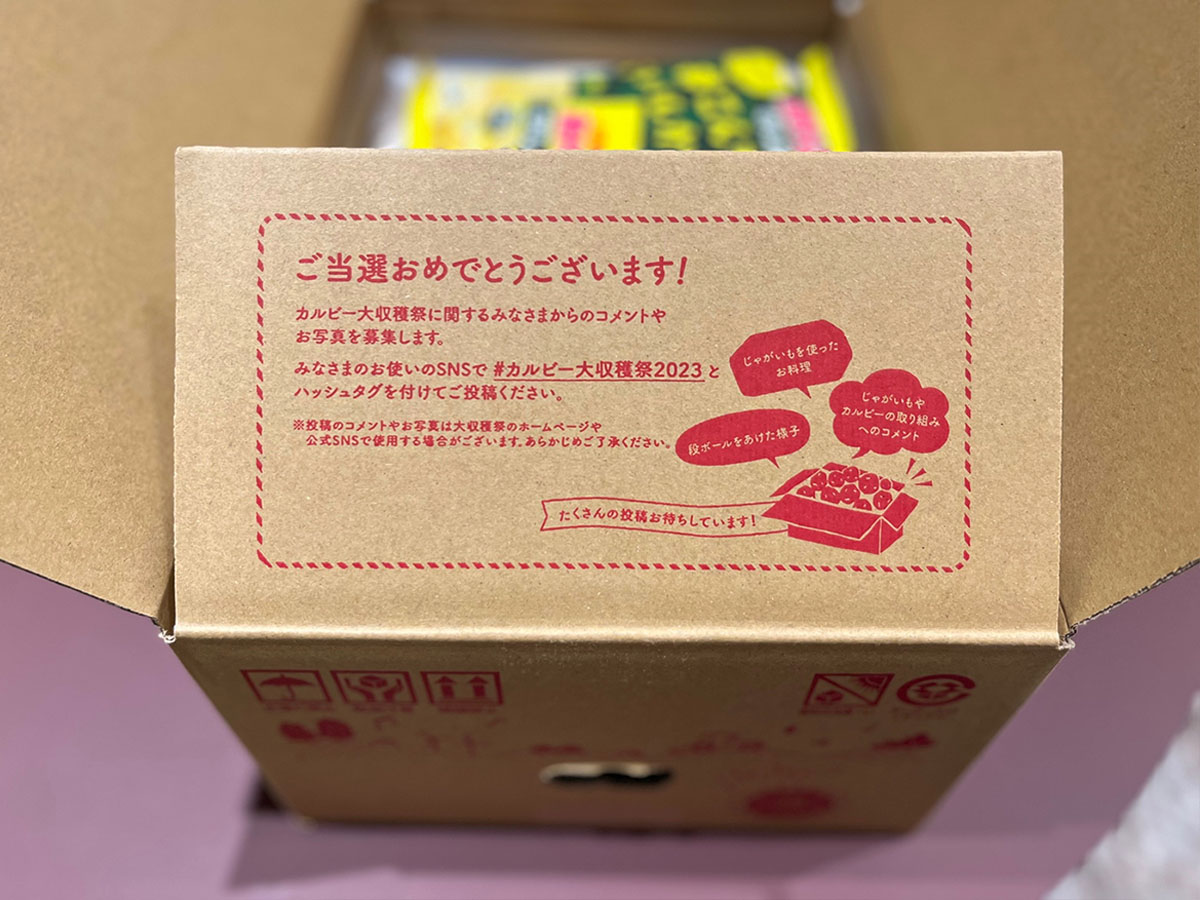 ご当選おめでとうございます!
カルビー大収穫祭に関するみなさまからのコメントや
お写真を募集します。
みなさまのお使いのSNSで #カルビー大収穫祭2023 と
ハッシュタグを付けてご投稿ください。
※投稿のコメントやお写真は大収穫祭のホームページや
公式SNSで使用する場合がございます。あらかじめご了承ください。
じゃがいもを使った
お料理
じゃがいもや
カルビーの取り組み
へのコメント
段ボールをあけた様子
たくさんの投稿お待ちしています!